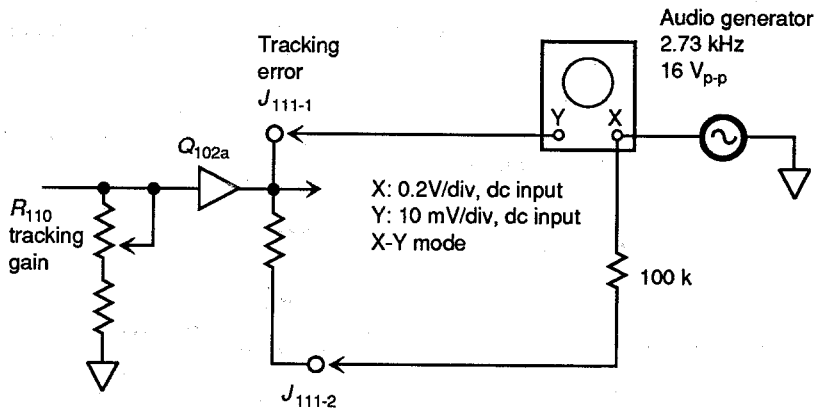 Audio generator
2.73 kHz
16 Vp-p
Tracking
error
J111-1
Y X
Q102a
X: 0.2V/div, dc input
Y: 10 mV/div, dc input
X-Y mode
R110
tracking
gain
100 k
J111-2